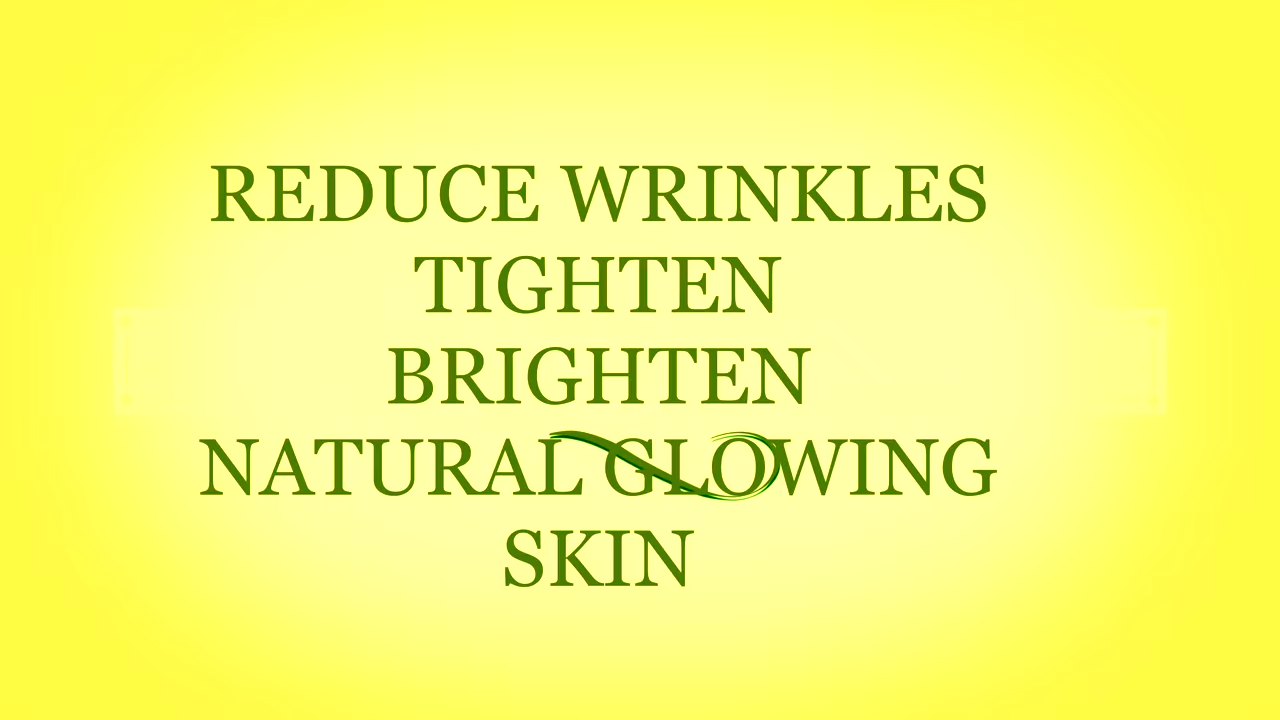 REDUCE WRINKLES
TIGHTEN
BRIGHTEN
NATURAL GLOWING
SKIN